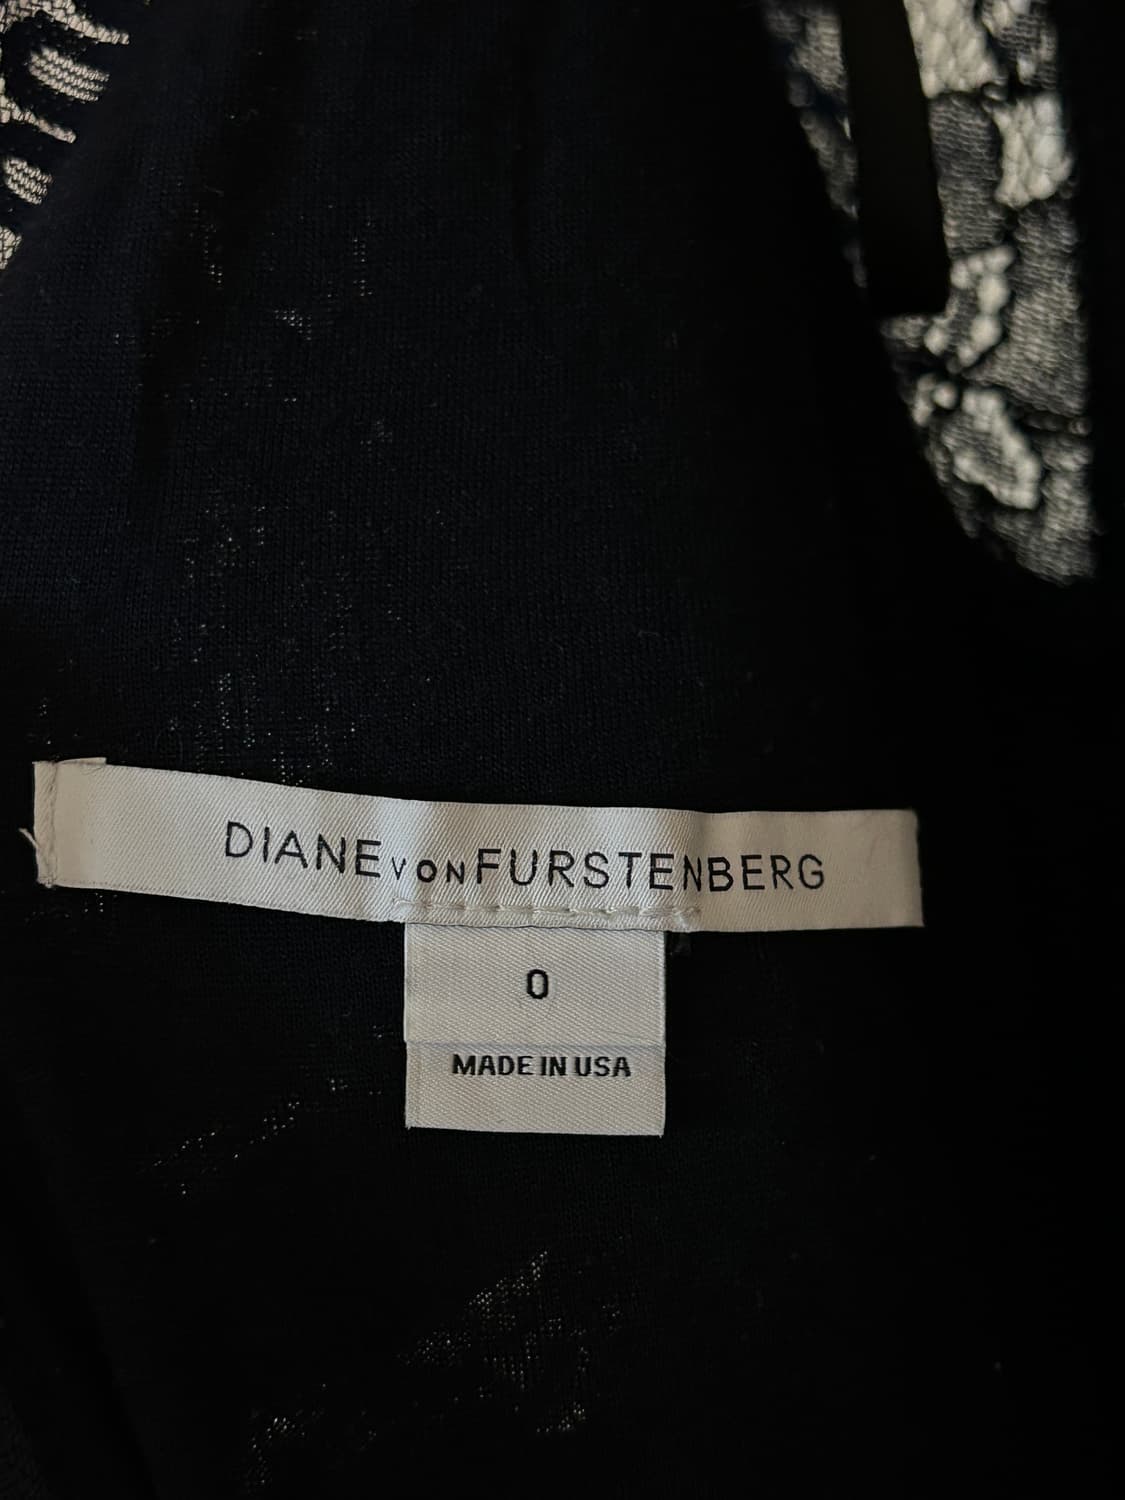 DIANE VON FURSTENBERG
0
MADE IN USA